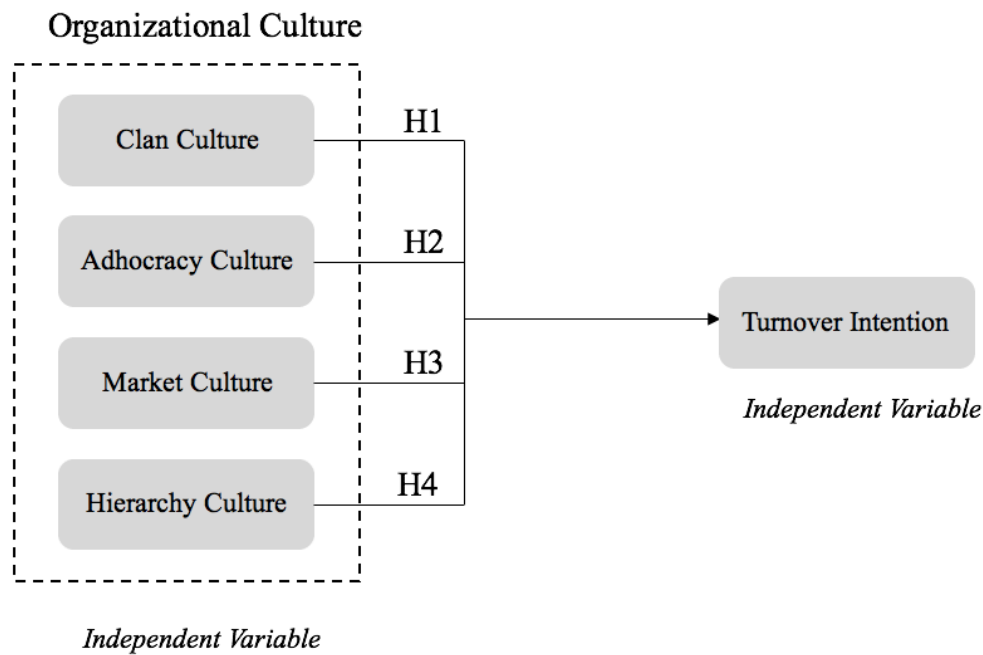 Organizational Culture
Clan Culture
H1
Adhocracy Culture
H2
Market Culture
H3
Hierarchy Culture
H4
Turnover Intention
Independent Variable
Independent Variable